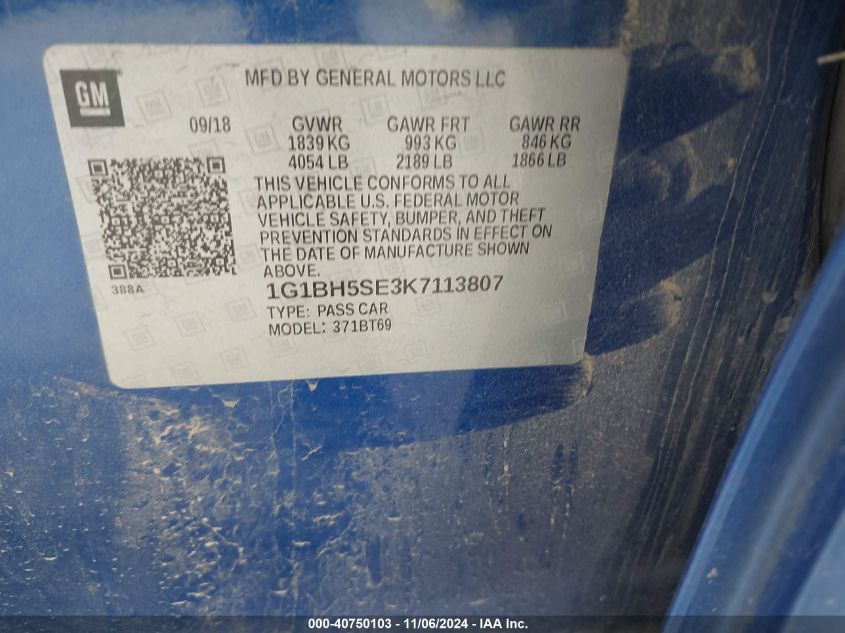 GM
MFD BY GENERAL MOTORS LLC
09/18 GVWR GAWR FRT GAWR RR
1839 KG 993 KG 846 KG
4054 LB 2189 LB 1866 LB
THIS VEHICLE CONFORMS TO ALL
APPLICABLE U.S. FEDERAL MOTOR
VEHICLE SAFETY, BUMPER, AND THEFT
PREVENTION STANDARDS IN EFFECT ON
THE DATE OF MANUFACTURE SHOWN
ABOVE.
388A
1G1BH5SE3K7113807
TYPE: PASS CAR
MODEL: 371BT69
000-40750103 - 11/06/2024 - IAA Inc.